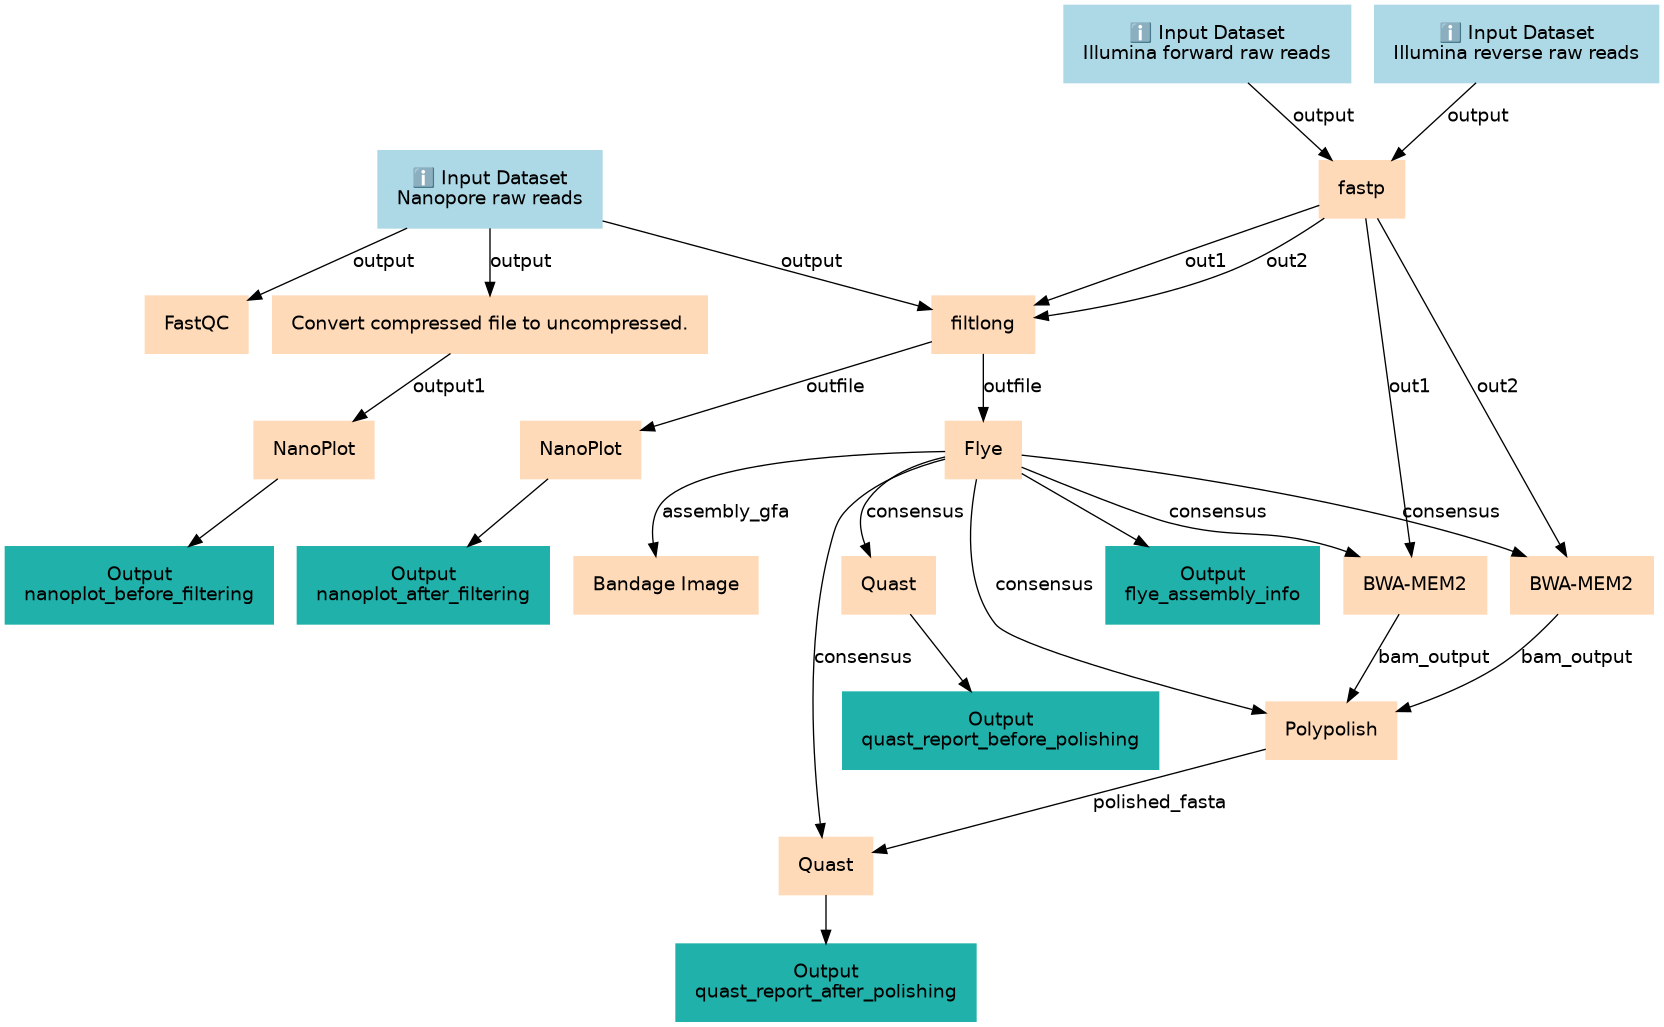 ℹ️ Input Dataset
Illumina forward raw reads
ℹ️ Input Dataset
Illumina reverse raw reads
output
output
ℹ️ Input Dataset
Nanopore raw reads
fastp
output
output
output
out1
out2
FastQC
Convert compressed file to uncompressed.
filtlong
output1
outfile
outfile
out1
out2
NanoPlot
NanoPlot
Flye
assembly_gfa
consensus
consensus
consensus
Output
nanoplot_before_filtering
Output
nanoplot_after_filtering
Bandage Image
Quast
consensus
Output
flye_assembly_info
BWA-MEM2
BWA-MEM2
consensus
bam_output
bam_output
Output
quast_report_before_polishing
Polypolish
polished_fasta
Quast
Output
quast_report_after_polishing